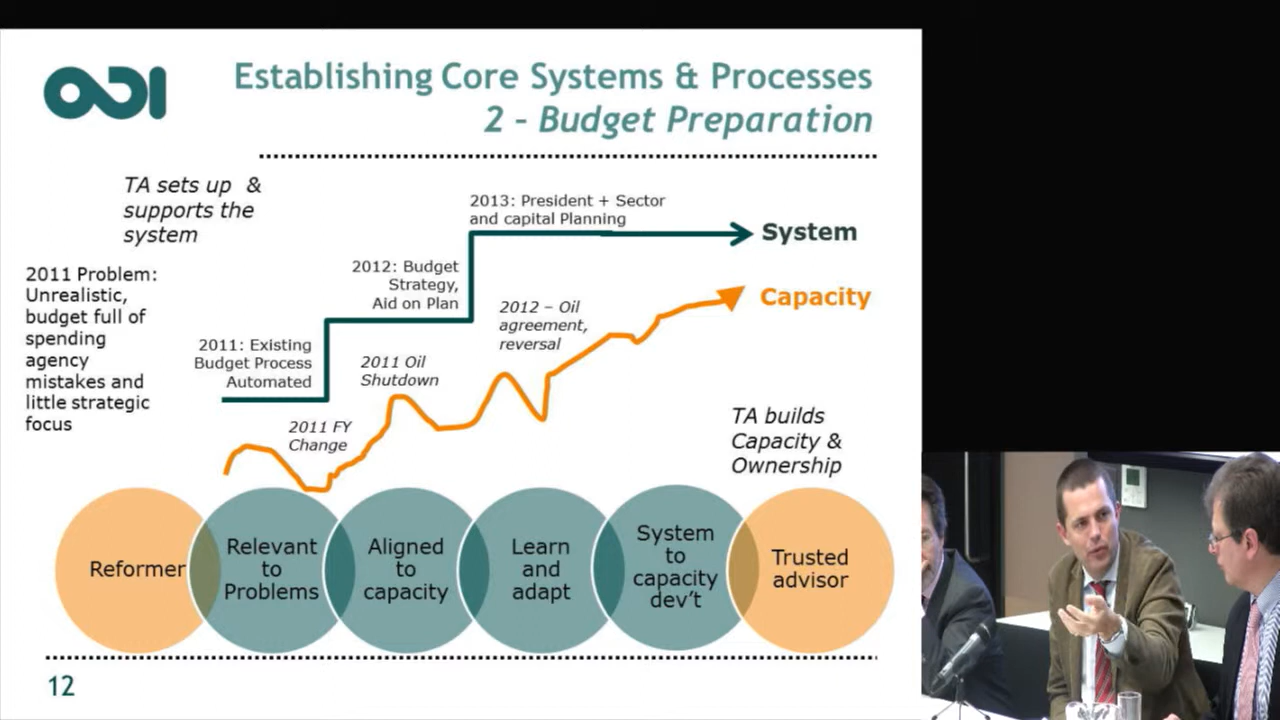 ODI
Establishing Core Systems & Processes
2 - Budget Preparation
TA sets up &
supports the
system
2011 Problem:
Unrealistic,
budget full of
spending
agency
mistakes and
little strategic
focus
2011: Existing
Budget Process
Automated
2012: Budget
Strategy,
Aid on Plan
2013: President + Sector
and capital Planning
System
Capacity
2011 FY
Change
2011 Oil
Shutdown
2012 – Oil
agreement,
reversal
TA builds
Capacity &
Ownership
Reformer
Relevant
to
Problems
Aligned
to
capacity
Learn
and
adapt
System
to
capacity
dev't
Trusted
advisor
12